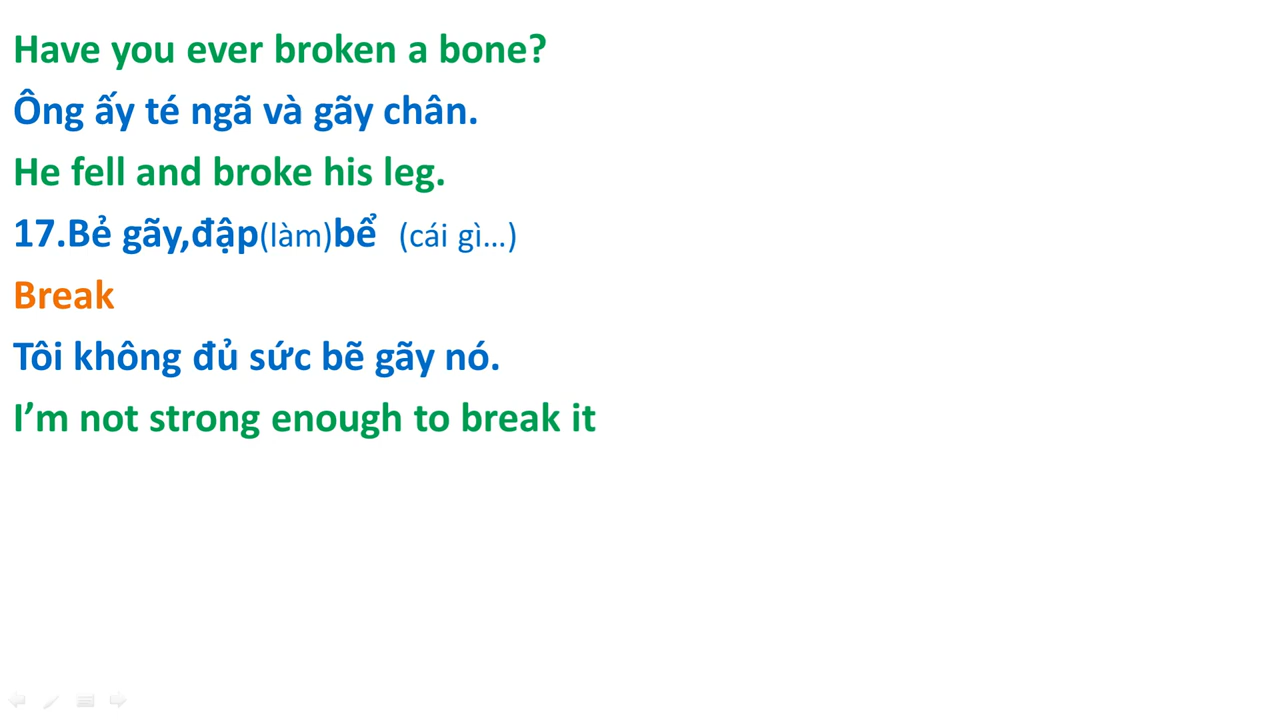 Have you ever broken a bone?
Ông ấy té ngã và gãy chân.
He fell and broke his leg.
17.Bẻ gãy,đập(làm)bể (cái gì...)
Break
Tôi không đủ sức bẽ gãy nó.
I’m not strong enough to break it